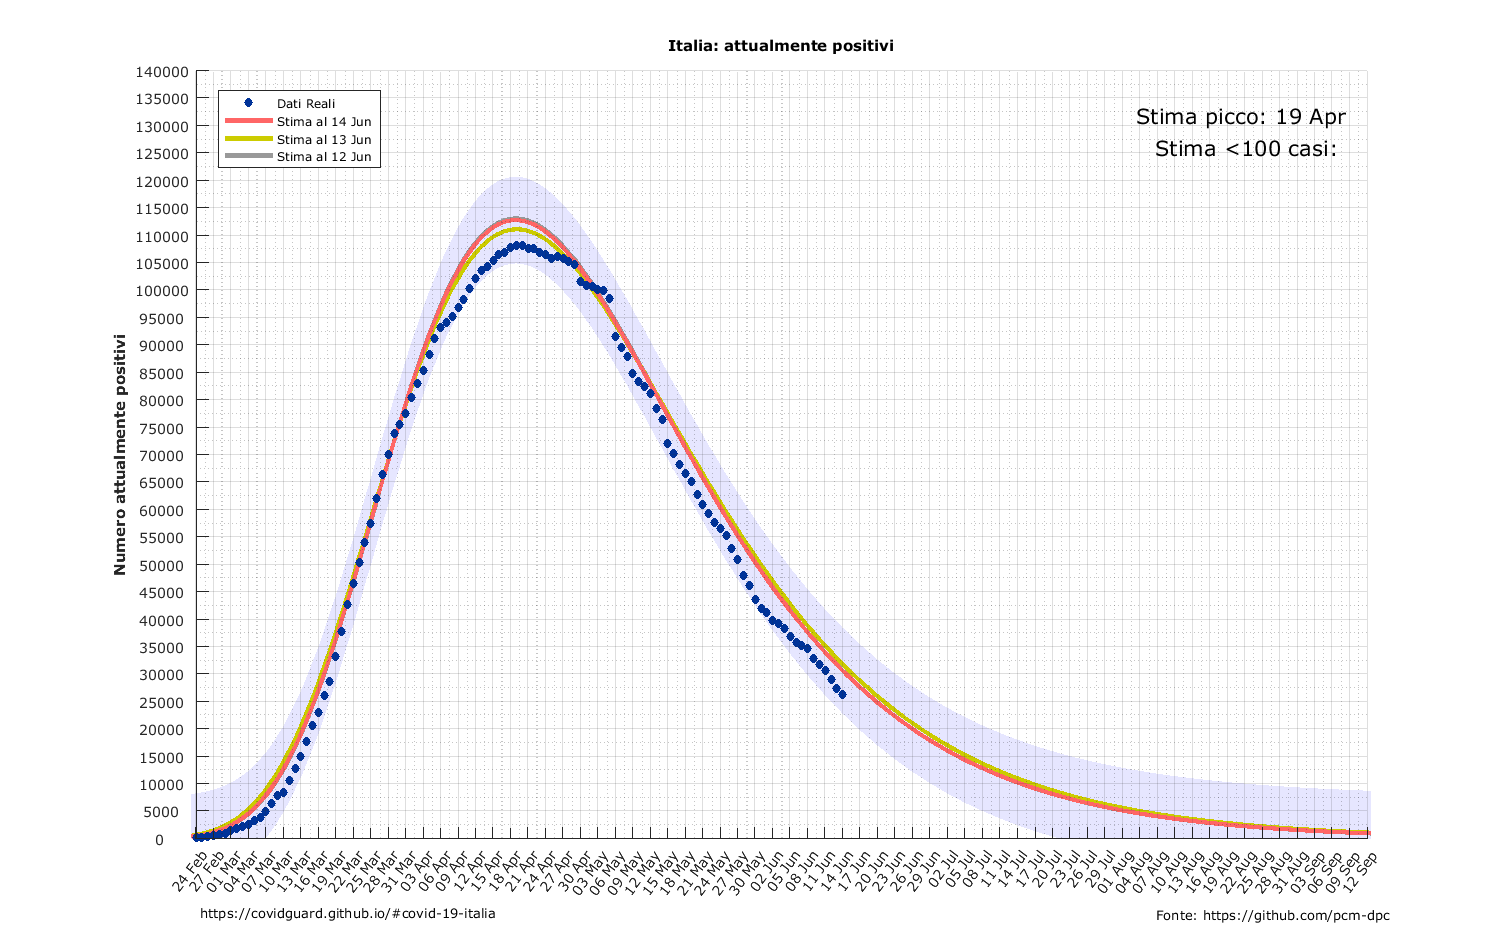 Italia: attualmente positivi
140000
135000
130000
125000
120000
115000
110000
105000
100000
95000
90000
85000
80000
75000
70000
65000
60000
55000
50000
45000
40000
35000
30000
25000
20000
15000
10000
5000
0
Numero attualmente positivi
Dati Reali
Stima al 14 Jun
Stima al 13 Jun
Stima al 12 Jun
Stima picco: 19 Apr
Stima <100 casi:
24 Feb
27 Feb
01 Mar
04 Mar
07 Mar
10 Mar
13 Mar
16 Mar
19 Mar
22 Mar
25 Mar
28 Mar
31 Mar
03 Apr
06 Apr
09 Apr
12 Apr
15 Apr
18 Apr
21 Apr
24 Apr
27 Apr
30 Apr
03 May
06 May
09 May
12 May
15 May
18 May
21 May
24 May
27 May
30 May
02 Jun
05 Jun
08 Jun
11 Jun
14 Jun
17 Jun
20 Jun
23 Jun
26 Jun
29 Jun
02 Jul
05 Jul
08 Jul
11 Jul
14 Jul
17 Jul
20 Jul
23 Jul
26 Jul
29 Jul
01 Aug
04 Aug
07 Aug
10 Aug
13 Aug
16 Aug
19 Aug
22 Aug
25 Aug
28 Aug
31 Aug
03 Sep
06 Sep
09 Sep
12 Sep
https://covidguard.github.io/#covid-19-italia
Fonte: https://github.com/pcm-dpc